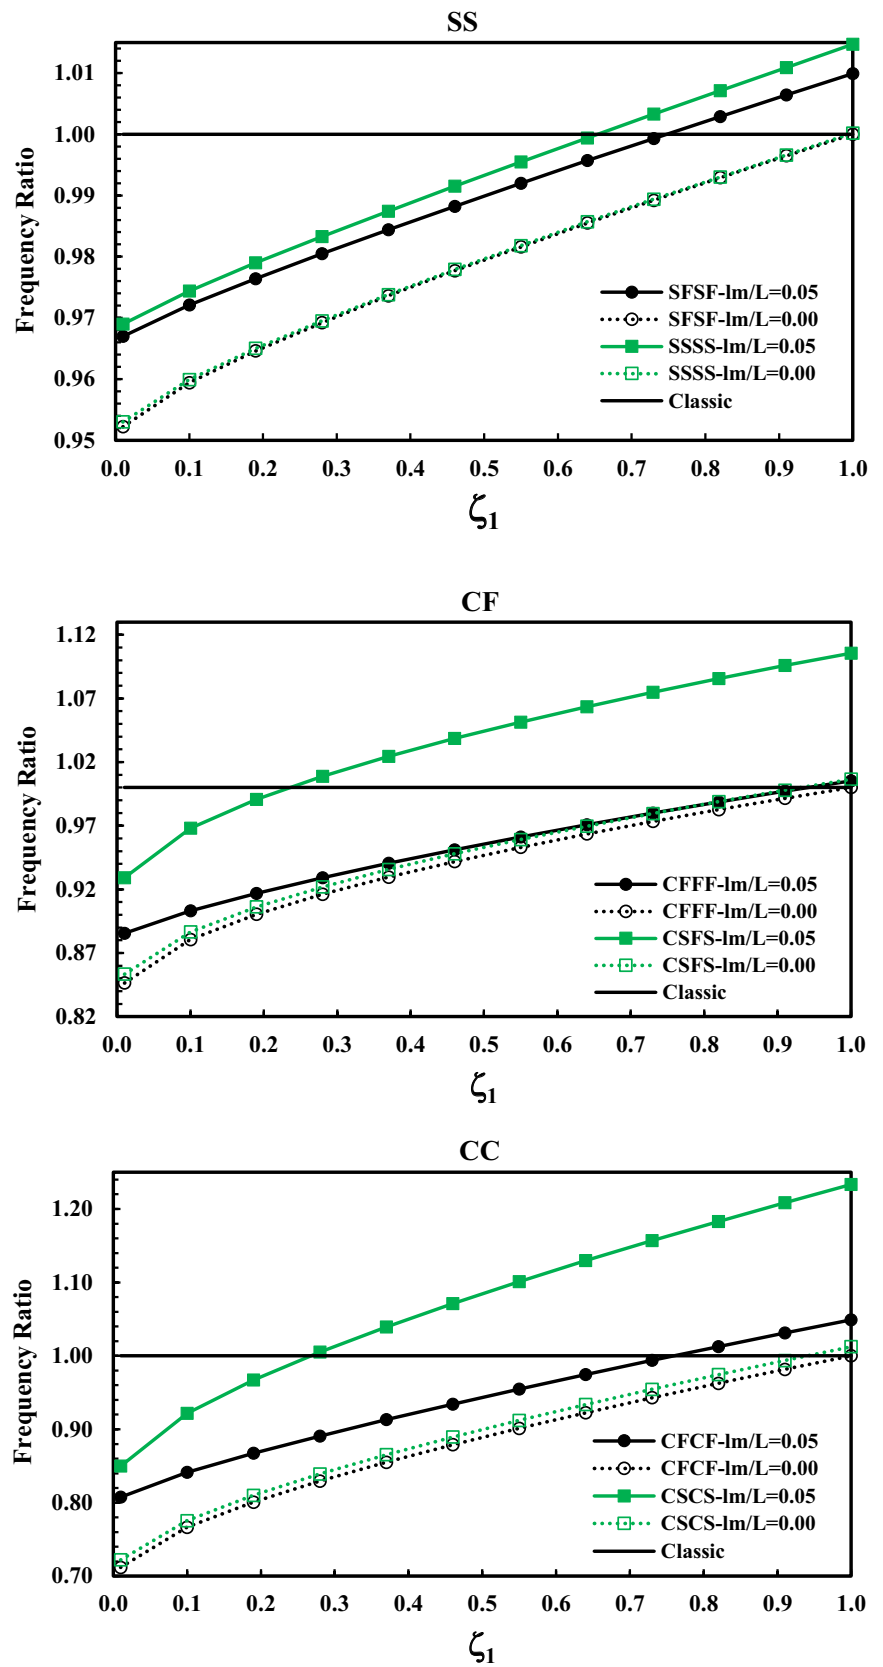 SS
Frequency Ratio
1.01
1.00
0.99
0.98
0.97
0.96
0.95
SFSF-lm/L=0.05
SFSF-lm/L=0.00
SSSS-lm/L=0.05
SSSS-lm/L=0.00
Classic
0.0 0.1 0.2 0.3 0.4 0.5 0.6 0.7 0.8 0.9 1.0
ζ1
CF
Frequency Ratio
1.12
1.07
1.02
0.97
0.92
0.87
0.82
CFFF-lm/L=0.05
CFFF-lm/L=0.00
CSFS-lm/L=0.05
CSFS-lm/L=0.00
Classic
0.0 0.1 0.2 0.3 0.4 0.5 0.6 0.7 0.8 0.9 1.0
ζ1
CC
Frequency Ratio
1.20
1.10
1.00
0.90
0.80
0.70
CFCF-lm/L=0.05
CFCF-lm/L=0.00
CSCS-lm/L=0.05
CSCS-lm/L=0.00
Classic
0.0 0.1 0.2 0.3 0.4 0.5 0.6 0.7 0.8 0.9 1.0
ζ1